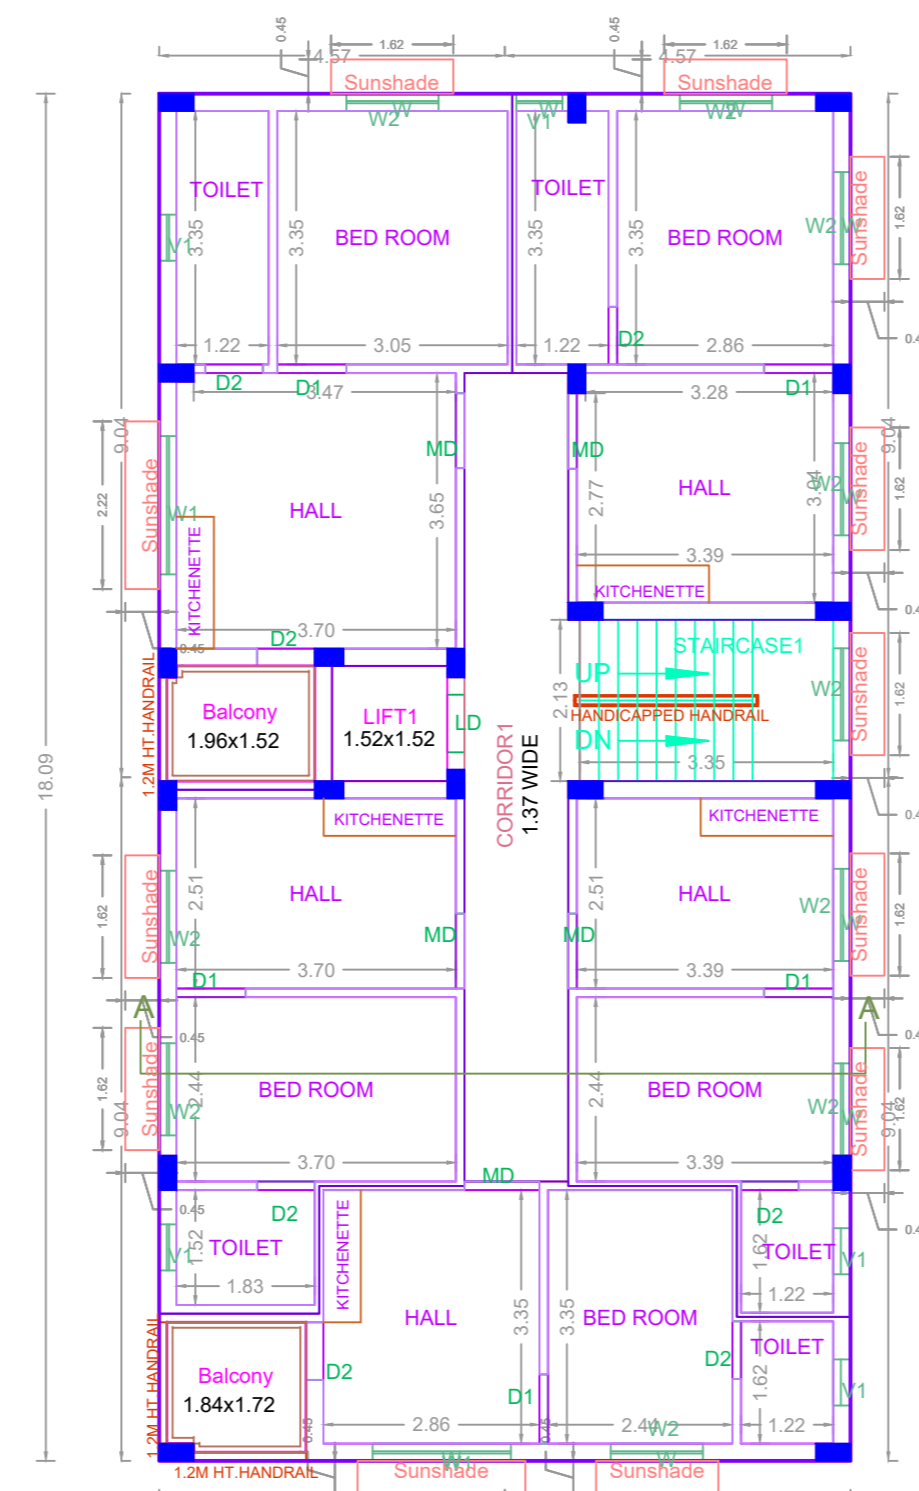 0.45
1.62
0.45
1.62
4.57
4.57
Sunshade
Sunshade
W
W2
W
V1
W2
W
TOILET
TOILET
BED ROOM
BED ROOM
3.35
3.35
3.35
3.35
V1
W2
W
Sunshade
1.62
1.22
3.05
1.22
2.86
D2
D2
D1
D1
3.47
3.28
9.04
9.04
MD
MD
HALL
HALL
2.22
Sunshade
W1
3.65
2.77
W2
W
Sunshade
1.62
KITCHENETTE
3.39
KITCHENETTE
3.70
D2
0.45
STAIRCASE1
UP
HANDICAPPED HANDRAIL
DN
2.13
3.35
W2
Sunshade
1.62
1.2M HT.HANDRAIL
Balcony
1.96x1.52
LIFT1
1.52x1.52
LD
CORRIDOR1
1.37 WIDE
18.09
KITCHENETTE
KITCHENETTE
HALL
HALL
2.51
2.51
1.62
Sunshade
W2
W2
W
Sunshade
1.62
MD
MD
3.70
3.39
D1
D1
A
A
0.45
BED ROOM
BED ROOM
2.44
2.44
1.62
Sunshade
W2
W2
W
Sunshade
1.62
9.04
9.04
3.70
3.39
MD
0.45
D2
D2
TOILET
TOILET
1.52
1.62
V1
V1
1.83
1.22
KITCHENETTE
HALL
BED ROOM
3.35
3.35
TOILET
D2
D2
D1
1.62
V1
1.2M HT.HANDRAIL
Balcony
1.84x1.72
2.86
2.44
1.22
0.45
0.45
W2
W1
W
1.2M HT.HANDRAIL
Sunshade
Sunshade